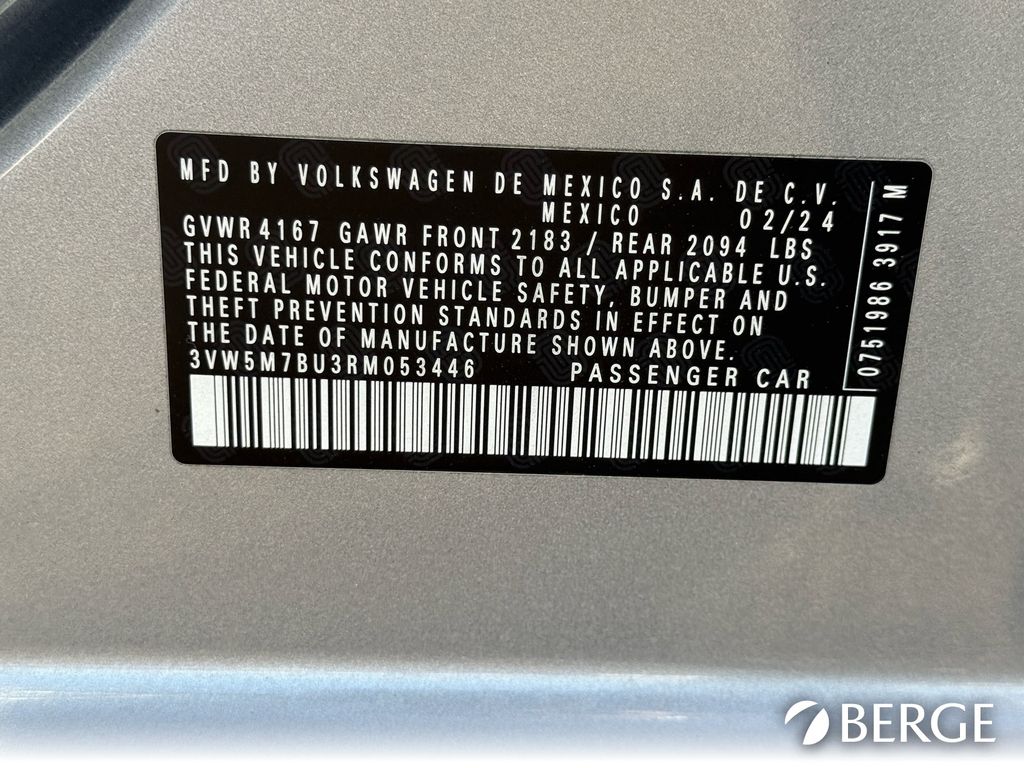 MFD BY VOLKSWAGEN DE MEXICO S.A. DE C.V.
MEXICO 02/24
GVWR 4167 GAWR FRONT 2183 / REAR 2094 LBS
THIS VEHICLE CONFORMS TO ALL APPLICABLE U.S.
FEDERAL MOTOR VEHICLE SAFETY, BUMPER AND
THEFT PREVENTION STANDARDS IN EFFECT ON
THE DATE OF MANUFACTURE SHOWN ABOVE.
3VW5M7BU3RM053446 PASSENGER CAR
0751986 3917 M
BERGE